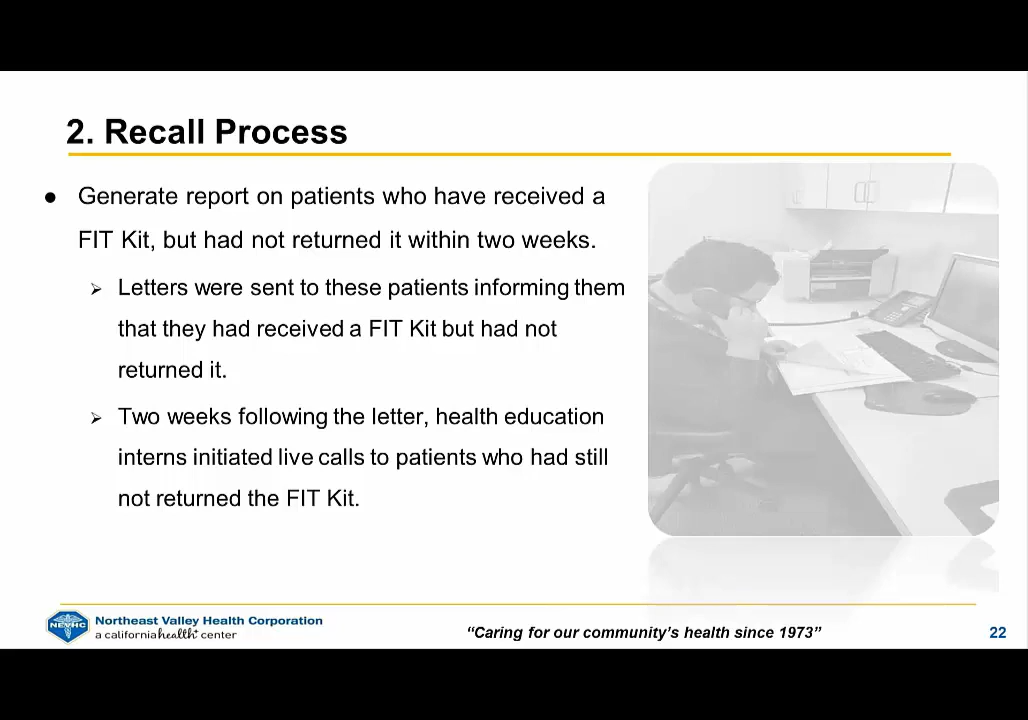 2. Recall Process
● Generate report on patients who have received a
FIT Kit, but had not returned it within two weeks.
➢ Letters were sent to these patients informing them
that they had received a FIT Kit but had not
returned it.
➢ Two weeks following the letter, health education
interns initiated live calls to patients who had still
not returned the FIT Kit.
NEVHC
Northeast Valley Health Corporation
a california health+ center
“Caring for our community’s health since 1973”
22